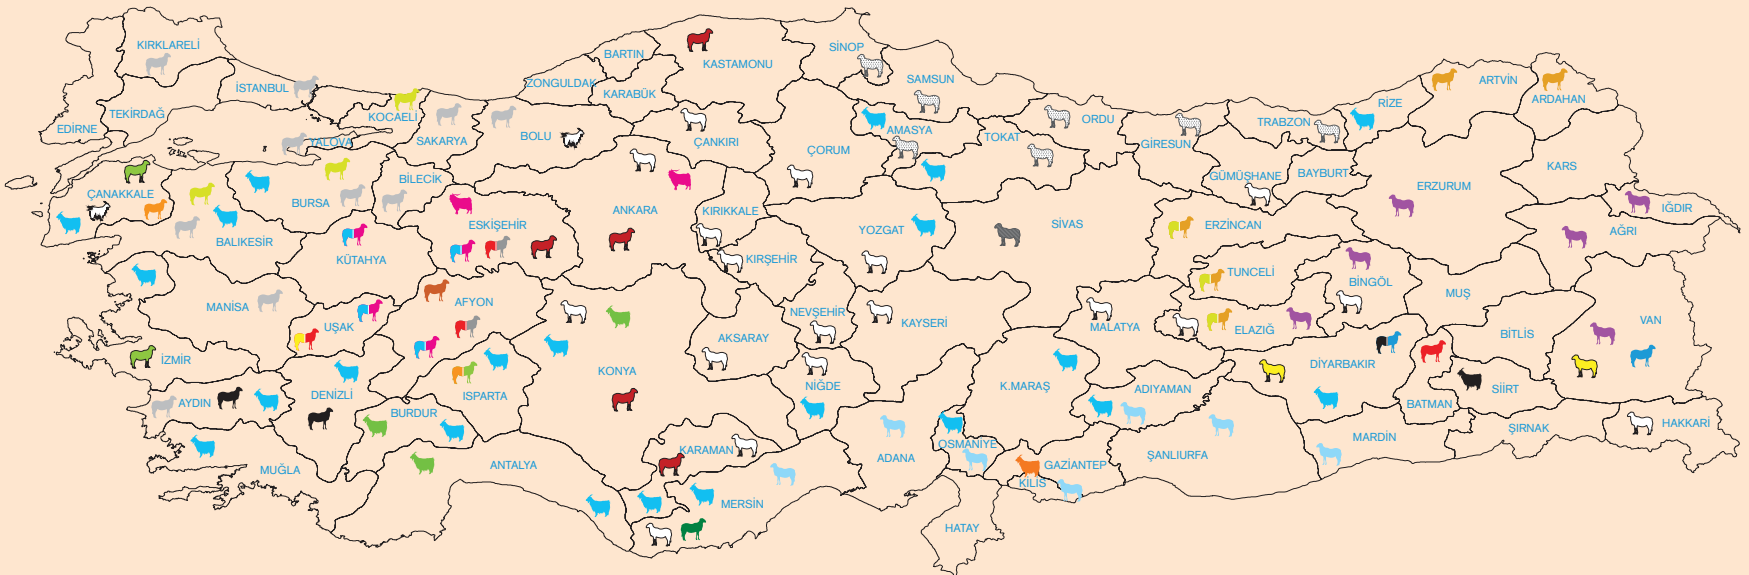 KIRKLARELİ
İSTANBUL
TEKİRDAĞ
EDİRNE
KOCAELİ
YALOVA
SAKARYA
BOLU
ZONGULDAK
BARTIN
KARABÜK
KASTAMONU
SİNOP
SAMSUN
ÇANKIRI
ÇORUM
AMASYA
TOKAT
ORDU
GİRESUN
TRABZON
RİZE
ARTVİN
ARDAHAN
GÜMÜŞHANE
BAYBURT
ERZURUM
KARS
IĞDIR
AĞRI
ÇANAKKALE
BALIKESİR
BURSA
BİLECİK
ESKİŞEHİR
KÜTAHYA
ANKARA
KIRIKKALE
KIRŞEHİR
YOZGAT
SİVAS
ERZİNCAN
TUNCELİ
BİNGÖL
MUŞ
BİTLİS
VAN
MANİSA
UŞAK
AFYON
İZMİR
AYDIN
DENİZLİ
ISPARTA
BURDUR
KONYA
AKSARAY
NEVŞEHİR
NİĞDE
KAYSERİ
MALATYA
ELAZIĞ
DİYARBAKIR
K.MARAŞ
ADIYAMAN
BATMAN
SİİRT
ŞIRNAK
HAKKARİ
MARDİN
ŞANLIURFA
GAZİANTEP
KİLİS
OSMANİYE
ADANA
KARAMAN
MERSİN
ANTALYA
MUĞLA
HATAY